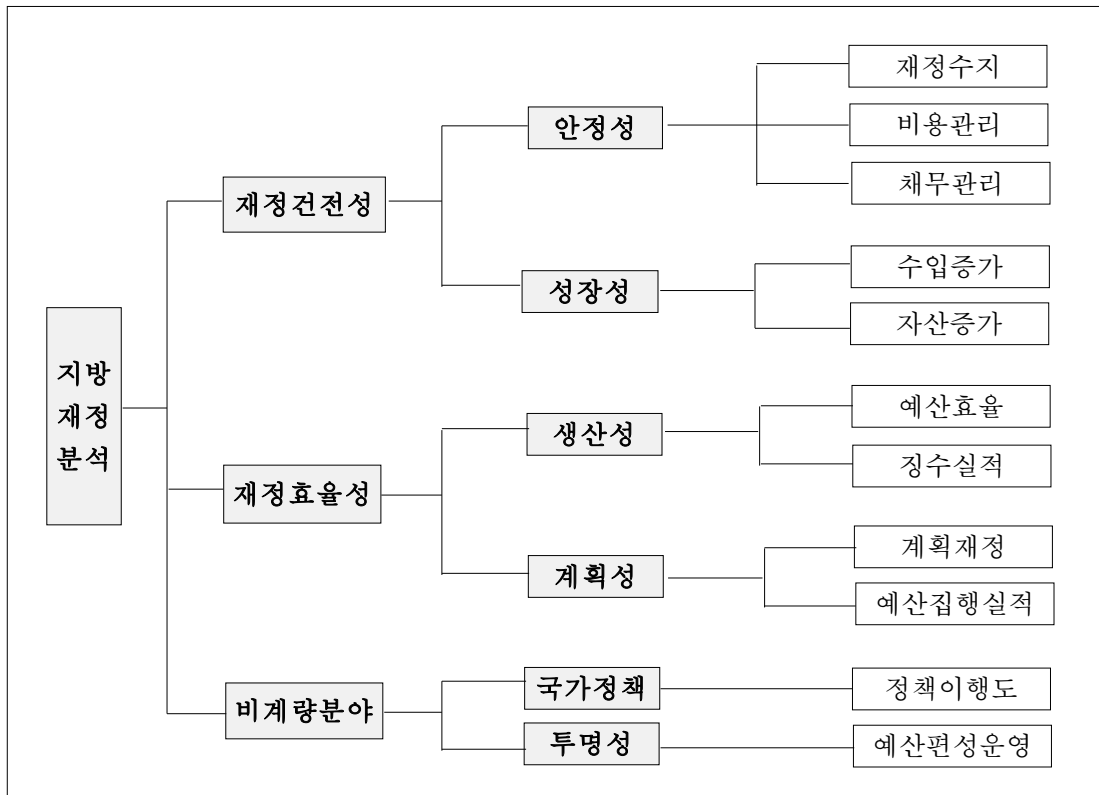 지방
재정
분석
재정건전성
안정성
재정수지
비용관리
채무관리
성장성
수입증가
자산증가
재정효율성
생산성
예산효율
징수실적
계획성
계획재정
예산집행실적
비계량분야
국가정책
정책이행도
투명성
예산편성운영